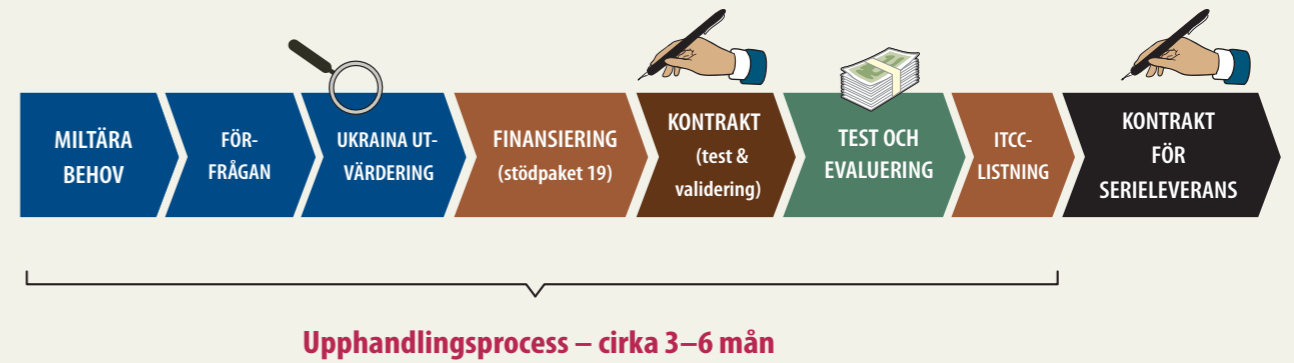 MILTÄRA
BEHOV
FÖR-
FRÅGAN
UKRAINA UT-
VÄRDERING
FINANSIERING
(stödpaket 19)
KONTRAKT
(test &
validering)
TEST OCH
EVALUERING
ITCC-
LISTNING
KONTRAKT
FÖR
SERIELEVERANS
Upphandlingsprocess – cirka 3–6 mån